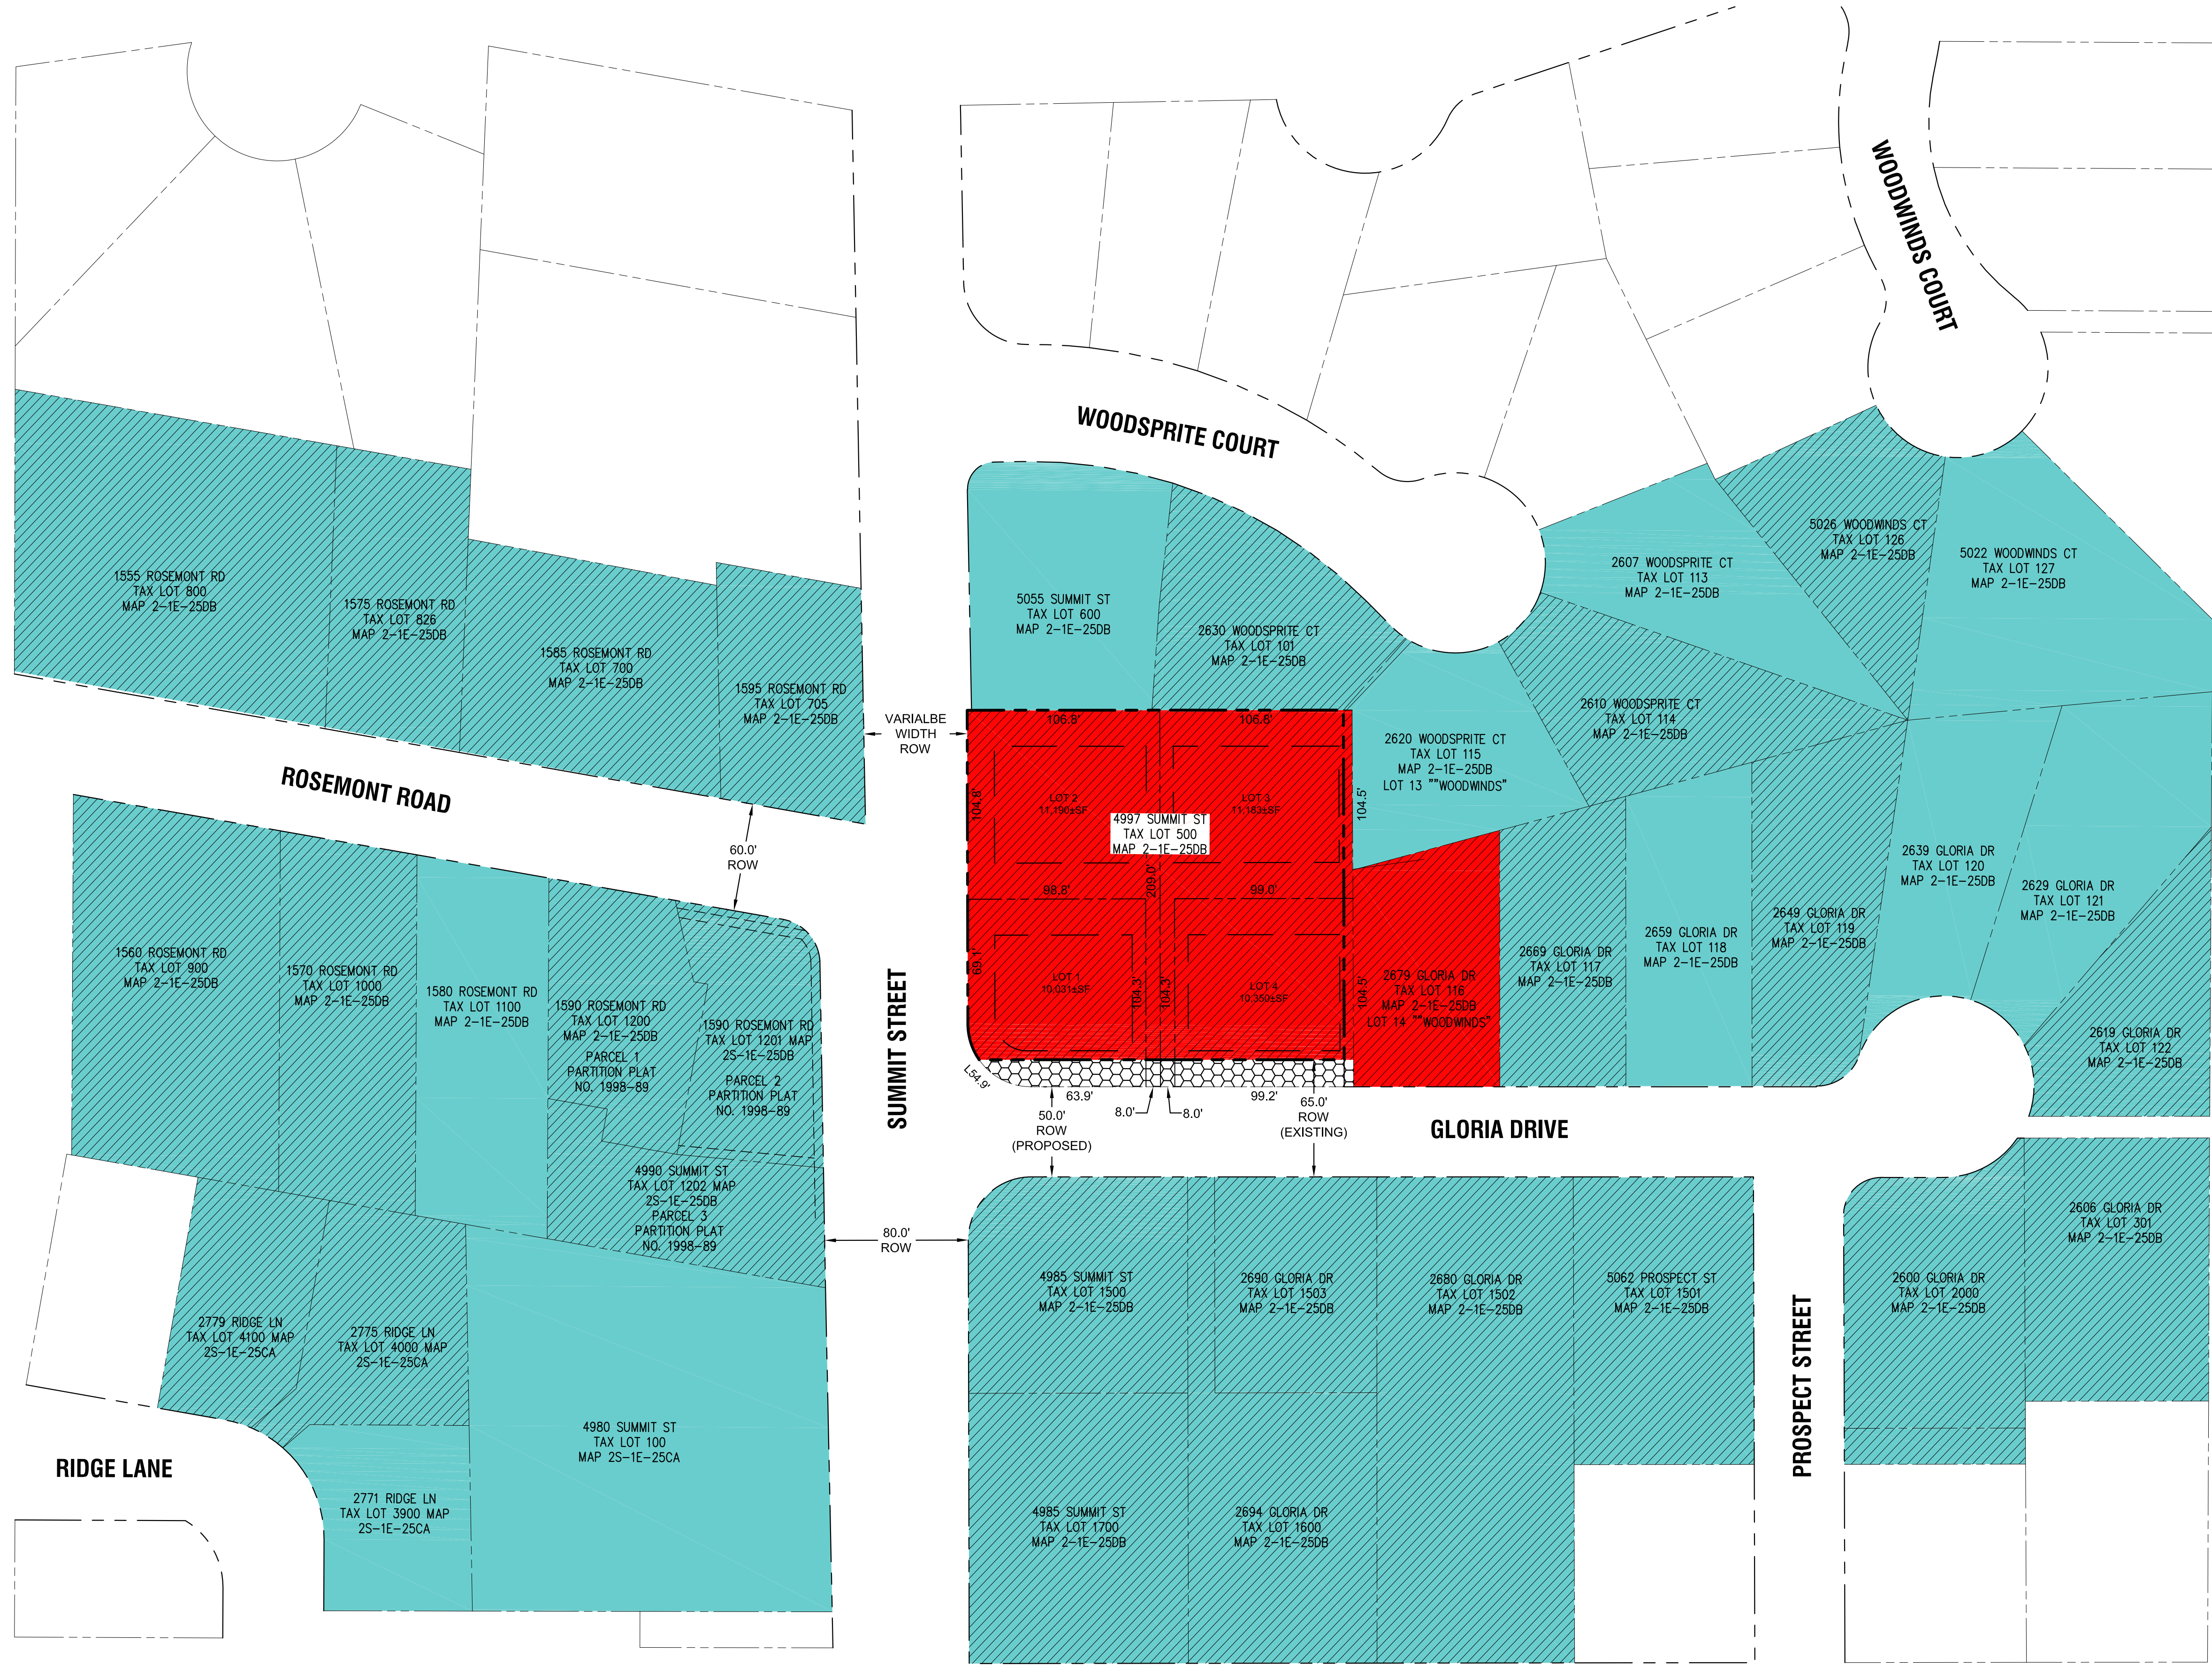 WOODWINDS COURT
WOODSPRITE COURT
5026 WOODWINDS CT
TAX LOT 126
MAP 2-1E-25DB
5022 WOODWINDS CT
TAX LOT 127
MAP 2-1E-25DB
2607 WOODSPRITE CT
TAX LOT 113
MAP 2-1E-25DB
1555 ROSEMONT RD
TAX LOT 800
MAP 2-1E-25DB
1575 ROSEMONT RD
TAX LOT 826
MAP 2-1E-25DB
1585 ROSEMONT RD
TAX LOT 700
MAP 2-1E-25DB
1595 ROSEMONT RD
TAX LOT 705
MAP 2-1E-25DB
5055 SUMMIT ST
TAX LOT 600
MAP 2-1E-25DB
2630 WOODSPRITE CT
TAX LOT 101
MAP 2-1E-25DB
2610 WOODSPRITE CT
TAX LOT 114
MAP 2-1E-25DB
VARIALBE
WIDTH
ROW
106.8'
106.8'
2620 WOODSPRITE CT
TAX LOT 115
MAP 2-1E-25DB
LOT 13 ""WOODWINDS"
ROSEMONT ROAD
104.8'
LOT 2
11,190±SF
LOT 3
11,183±SF
104.5'
4997 SUMMIT ST
TAX LOT 500
MAP 2-1E-25DB
60.0'
ROW
209.0'
98.8'
99.0'
2639 GLORIA DR
TAX LOT 120
MAP 2-1E-25DB
2629 GLORIA DR
TAX LOT 121
MAP 2-1E-25DB
2649 GLORIA DR
TAX LOT 119
MAP 2-1E-25DB
2659 GLORIA DR
TAX LOT 118
MAP 2-1E-25DB
2669 GLORIA DR
TAX LOT 117
MAP 2-1E-25DB
2679 GLORIA DR
TAX LOT 116
MAP 2-1E-25DB
LOT 14 ""WOODWINDS"
1560 ROSEMONT RD
TAX LOT 900
MAP 2-1E-25DB
1570 ROSEMONT RD
TAX LOT 1000
MAP 2-1E-25DB
1580 ROSEMONT RD
TAX LOT 1100
MAP 2-1E-25DB
1590 ROSEMONT RD
TAX LOT 1200
MAP 2-1E-25DB
PARCEL 1
PARTITION PLAT
NO. 1998-89
1590 ROSEMONT RD
TAX LOT 1201 MAP
2S-1E-25DB
PARCEL 2
PARTITION PLAT
NO. 1998-89
SUMMIT STREET
69.1'
LOT 1
10,031±SF
104.3'
104.3'
LOT 4
10,350±SF
104.5'
2619 GLORIA DR
TAX LOT 122
MAP 2-1E-25DB
L54.9'
63.9'
8.0'
8.0'
99.2'
50.0'
ROW
(PROPOSED)
65.0'
ROW
(EXISTING)
GLORIA DRIVE
4990 SUMMIT ST
TAX LOT 1202 MAP
2S-1E-25DB
PARCEL 3
PARTITION PLAT
NO. 1998-89
80.0'
ROW
2606 GLORIA DR
TAX LOT 301
MAP 2-1E-25DB
4985 SUMMIT ST
TAX LOT 1500
MAP 2-1E-25DB
2690 GLORIA DR
TAX LOT 1503
MAP 2-1E-25DB
2680 GLORIA DR
TAX LOT 1502
MAP 2-1E-25DB
5062 PROSPECT ST
TAX LOT 1501
MAP 2-1E-25DB
2600 GLORIA DR
TAX LOT 2000
MAP 2-1E-25DB
2779 RIDGE LN
TAX LOT 4100 MAP
2S-1E-25CA
2775 RIDGE LN
TAX LOT 4000 MAP
2S-1E-25CA
PROSPECT STREET
4980 SUMMIT ST
TAX LOT 100
MAP 2S-1E-25CA
RIDGE LANE
2771 RIDGE LN
TAX LOT 3900 MAP
2S-1E-25CA
4985 SUMMIT ST
TAX LOT 1700
MAP 2-1E-25DB
2694 GLORIA DR
TAX LOT 1600
MAP 2-1E-25DB